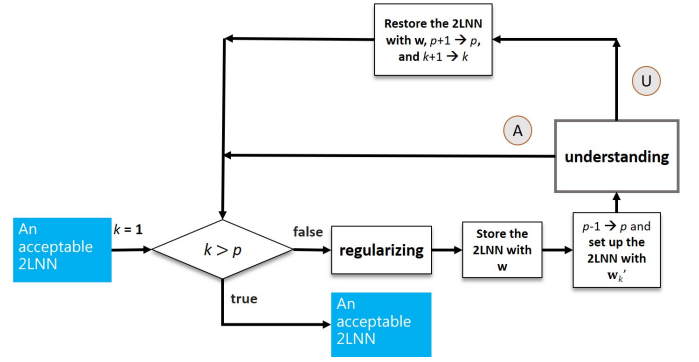 Restore the 2LNN
with w, p+1 → p,
and k+1 → k
U
A
understanding
An
acceptable
2LNN
k = 1
k > p
false
regularizing
Store the
2LNN with
w
p-1 → p and
set up the
2LNN with
wₖ'
true
An
acceptable
2LNN